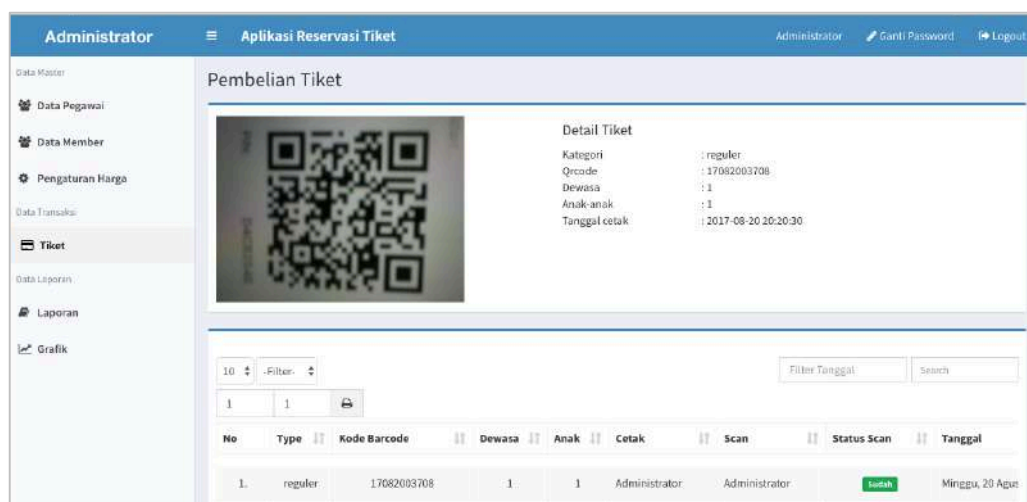 Administrator
Aplikasi Reservasi Tiket
Administrator
Ganti Password
Logout
Data Master
Data Pegawai
Data Member
Pengaturan Harga
Data Transaksi
Tiket
Data Laporan
Laporan
Grafik
Pembelian Tiket
Detail Tiket
Kategori : reguler
Qrcode : 17082003708
Dewasa : 1
Anak-anak : 1
Tanggal cetak : 2017-08-20 20:20:30
10 -Filter- Filter Tanggal Search
1 1
No Type Kode Barcode Dewasa Anak Cetak Scan Status Scan Tanggal
1. reguler 17082003708 1 1 Administrator Administrator Sudah Minggu, 20 Agus